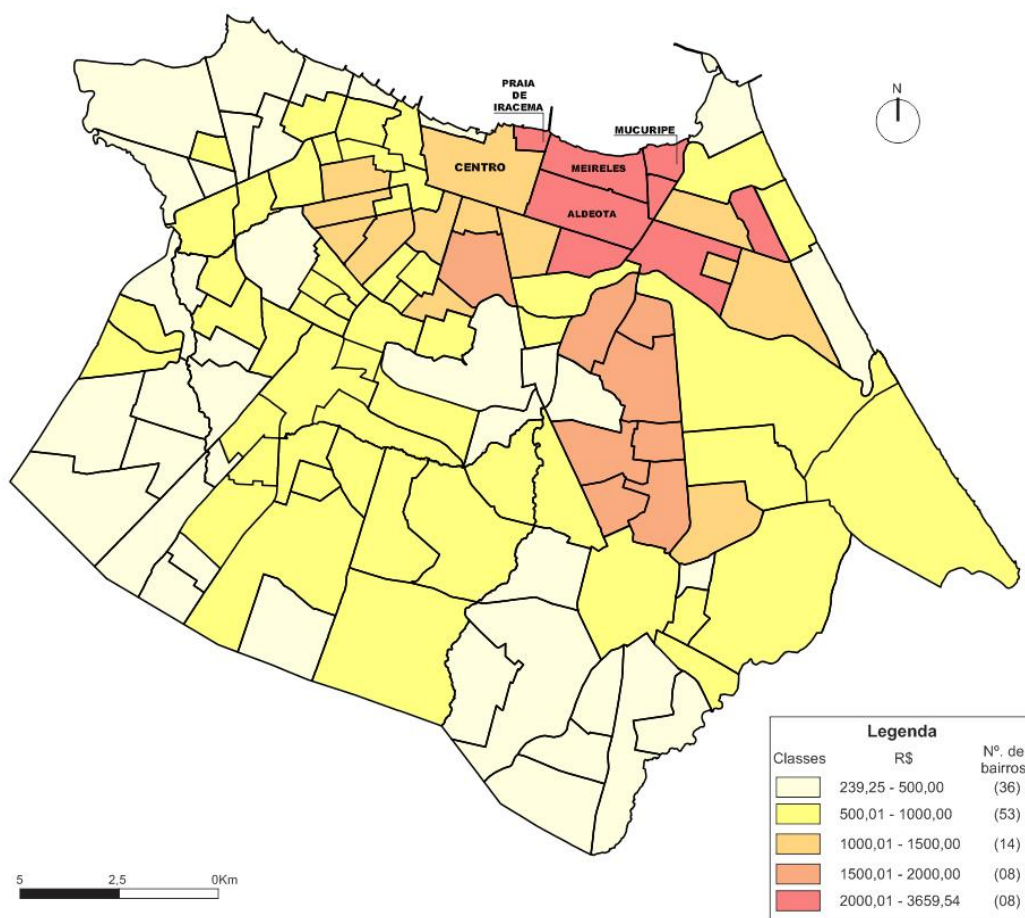 PRAIA
DE
IRACEMA
MUCURIPE
N
CENTRO
MEIRELES
ALDEOTA
Legenda
Classes R$ Nº. de
bairros
239,25 - 500,00 (36)
500,01 - 1000,00 (53)
1000,01 - 1500,00 (14)
1500,01 - 2000,00 (08)
2000,01 - 3659,54 (08)
5 2,5 0Km